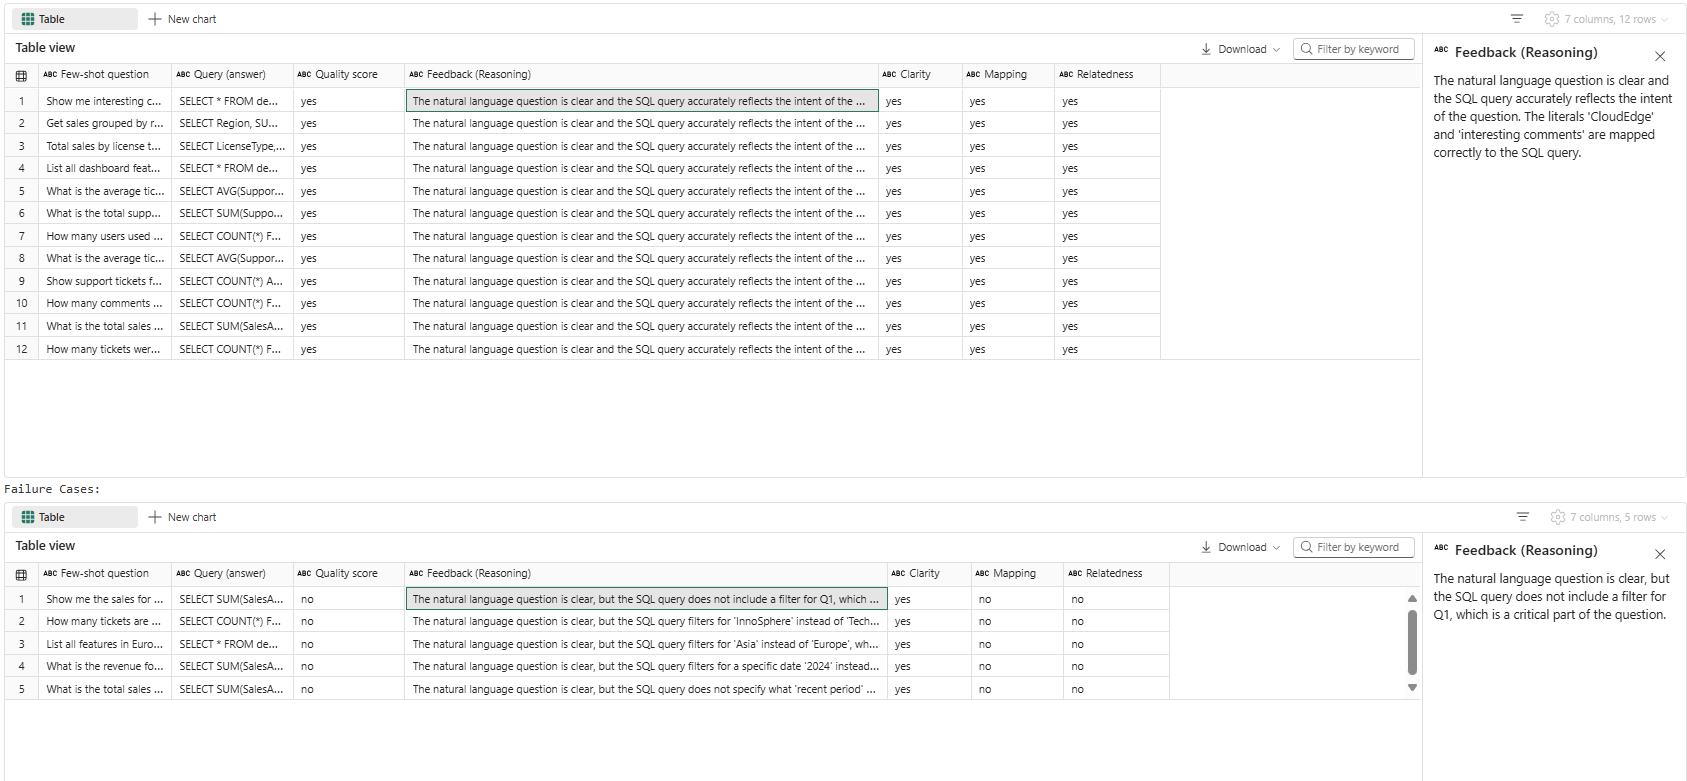 Table
New chart
7 columns, 12 rows
Table view
Download
Filter by keyword
ABC Few-shot question ABC Query (answer) ABC Quality score ABC Feedback (Reasoning) ABC Clarity ABC Mapping ABC Relatedness
1 Show me interesting c... SELECT * FROM de... yes The natural language question is clear and the SQL query accurately reflects the intent of the ... yes yes yes
2 Get sales grouped by r... SELECT Region, SU... yes The natural language question is clear and the SQL query accurately reflects the intent of the ... yes yes yes
3 Total sales by license t... SELECT LicenseType,... yes The natural language question is clear and the SQL query accurately reflects the intent of the ... yes yes yes
4 List all dashboard feat... SELECT * FROM de... yes The natural language question is clear and the SQL query accurately reflects the intent of the ... yes yes yes
5 What is the average tic... SELECT AVG(Suppor... yes The natural language question is clear and the SQL query accurately reflects the intent of the ... yes yes yes
6 What is the total supp... SELECT SUM(Suppo... yes The natural language question is clear and the SQL query accurately reflects the intent of the ... yes yes yes
7 How many users used ... SELECT COUNT(*) F... yes The natural language question is clear and the SQL query accurately reflects the intent of the ... yes yes yes
8 What is the average tic... SELECT AVG(Suppor... yes The natural language question is clear and the SQL query accurately reflects the intent of the ... yes yes yes
9 Show support tickets f... SELECT COUNT(*) A... yes The natural language question is clear and the SQL query accurately reflects the intent of the ... yes yes yes
10 How many comments ... SELECT COUNT(*) F... yes The natural language question is clear and the SQL query accurately reflects the intent of the ... yes yes yes
11 What is the total sales ... SELECT SUM(SalesA... yes The natural language question is clear and the SQL query accurately reflects the intent of the ... yes yes yes
12 How many tickets wer... SELECT COUNT(*) F... yes The natural language question is clear and the SQL query accurately reflects the intent of the ... yes yes yes
ABC Feedback (Reasoning)
The natural language question is clear and
the SQL query accurately reflects the intent
of the question. The literals 'CloudEdge'
and 'interesting comments' are mapped
correctly to the SQL query.
Failure Cases:
Table
New chart
7 columns, 5 rows
Table view
Download
Filter by keyword
ABC Few-shot question ABC Query (answer) ABC Quality score ABC Feedback (Reasoning) ABC Clarity ABC Mapping ABC Relatedness
1 Show me the sales for ... SELECT SUM(SalesA... no The natural language question is clear, but the SQL query does not include a filter for Q1, which ... yes no no
2 How many tickets are ... SELECT COUNT(*) F... no The natural language question is clear, but the SQL query filters for 'InnoSphere' instead of 'Tech... yes no no
3 List all features in Euro... SELECT * FROM de... no The natural language question is clear, but the SQL query filters for 'Asia' instead of 'Europe', wh... yes no no
4 What is the revenue fo... SELECT SUM(SalesA... no The natural language question is clear, but the SQL query filters for a specific date '2024' instead... yes no no
5 What is the total sales ... SELECT SUM(SalesA... no The natural language question is clear, but the SQL query does not specify what 'recent period' ... yes no no
ABC Feedback (Reasoning)
The natural language question is clear, but
the SQL query does not include a filter for
Q1, which is a critical part of the question.